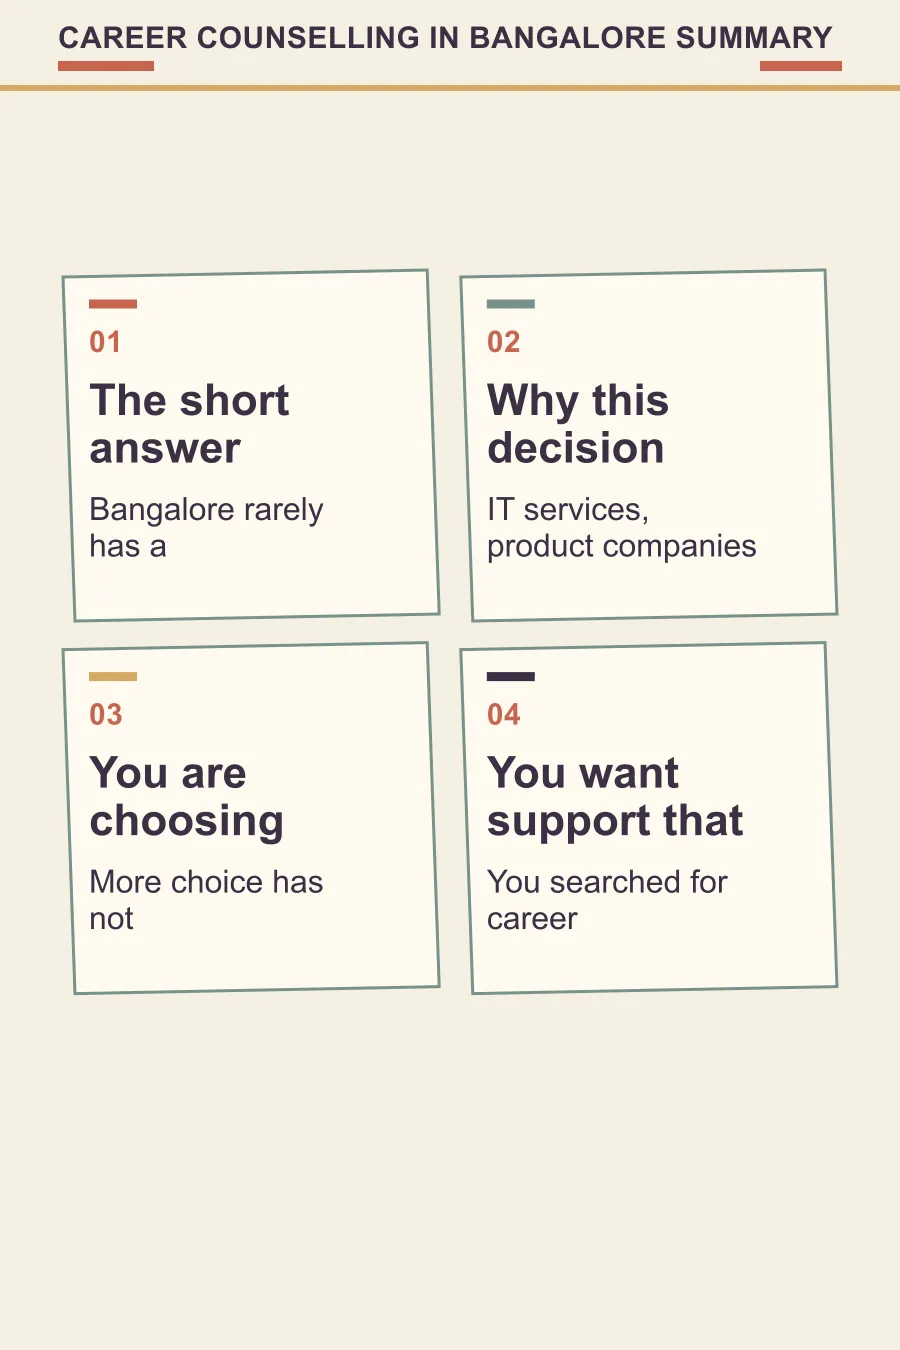 CAREER COUNSELLING IN BANGALORE SUMMARY
01
The short
answer
Bangalore rarely
has a
02
Why this
decision
IT services,
product companies
03
You are
choosing
More choice has
not
04
You want
support that
You searched for
career